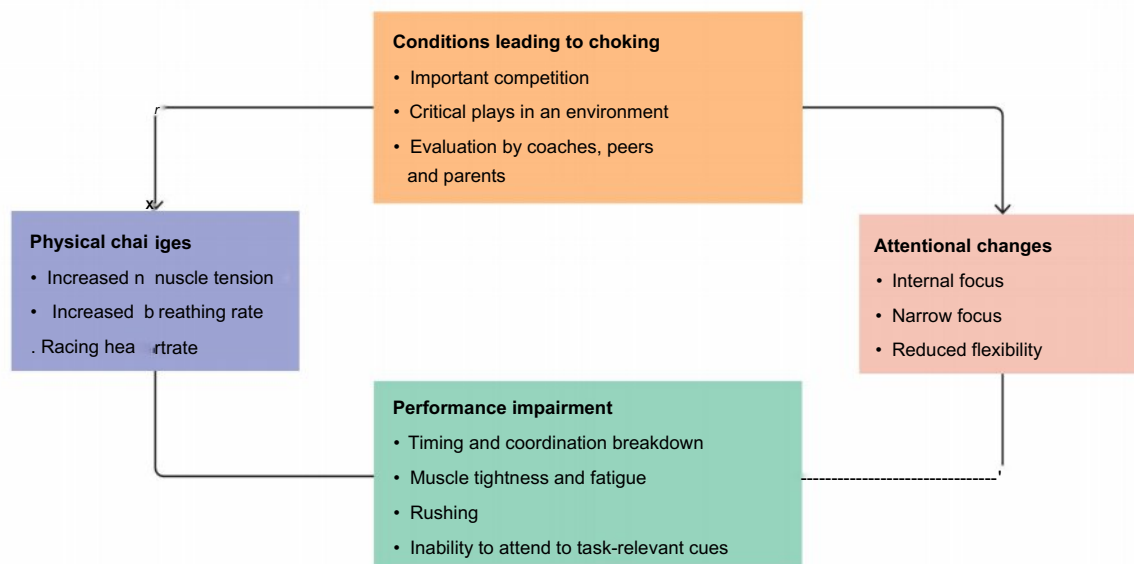 Conditions leading to choking
• Important competition
• Critical plays in an environment
• Evaluation by coaches, peers
and parents
Physical chai iges
• Increased n nuscle tension
• Increased b reathing rate
. Racing hea rtrate
Attentional changes
• Internal focus
• Narrow focus
• Reduced flexibility
Performance impairment
• Timing and coordination breakdown
• Muscle tightness and fatigue
• Rushing
• Inability to attend to task-relevant cues